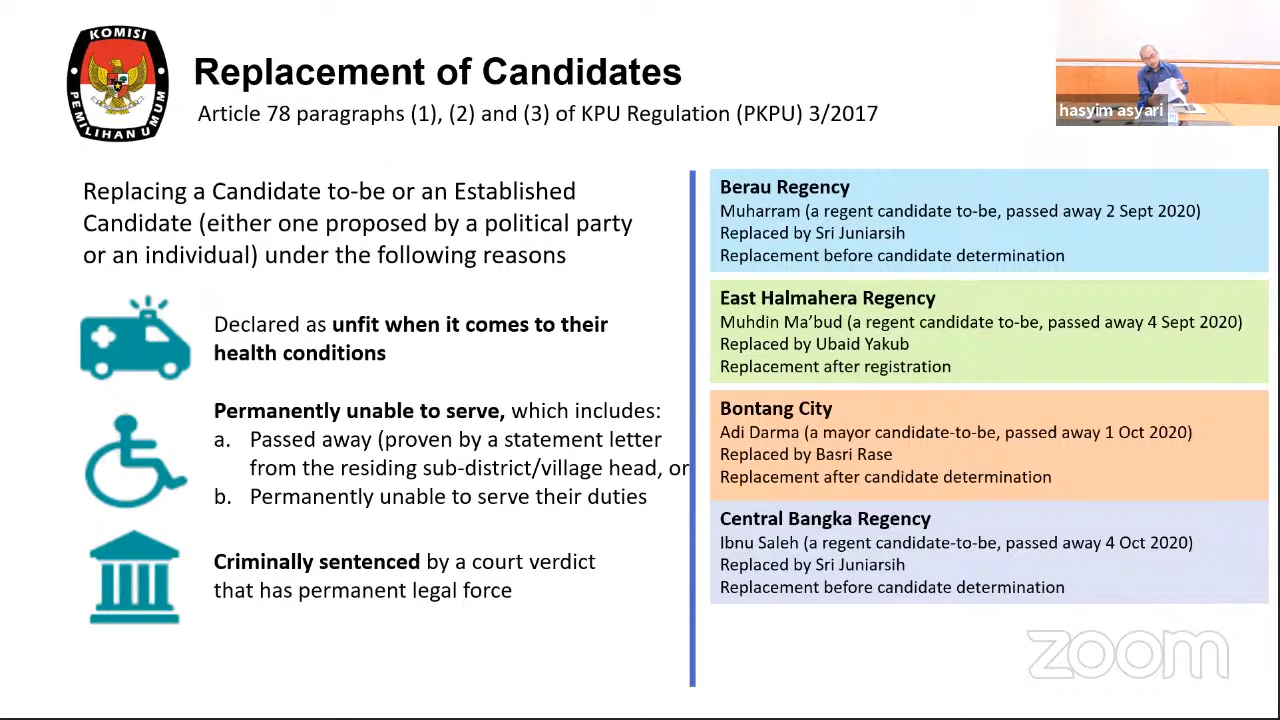 KOMISI
PEMILIHAN UMUM
Replacement of Candidates
Article 78 paragraphs (1), (2) and (3) of KPU Regulation (PKPU) 3/2017
hasyim asyari
Replacing a Candidate to-be or an Established
Candidate (either one proposed by a political party
or an individual) under the following reasons
Declared as unfit when it comes to their
health conditions
Permanently unable to serve, which includes:
a. Passed away (proven by a statement letter
from the residing sub-district/village head, or
b. Permanently unable to serve their duties
Criminally sentenced by a court verdict
that has permanent legal force
Berau Regency
Muharram (a regent candidate to-be, passed away 2 Sept 2020)
Replaced by Sri Juniarsih
Replacement before candidate determination
East Halmahera Regency
Muhdin Ma’bud (a regent candidate to-be, passed away 4 Sept 2020)
Replaced by Ubaid Yakub
Replacement after registration
Bontang City
Adi Darma (a mayor candidate-to-be, passed away 1 Oct 2020)
Replaced by Basri Rase
Replacement after candidate determination
Central Bangka Regency
Ibnu Saleh (a regent candidate-to-be, passed away 4 Oct 2020)
Replaced by Sri Juniarsih
Replacement before candidate determination
zoom